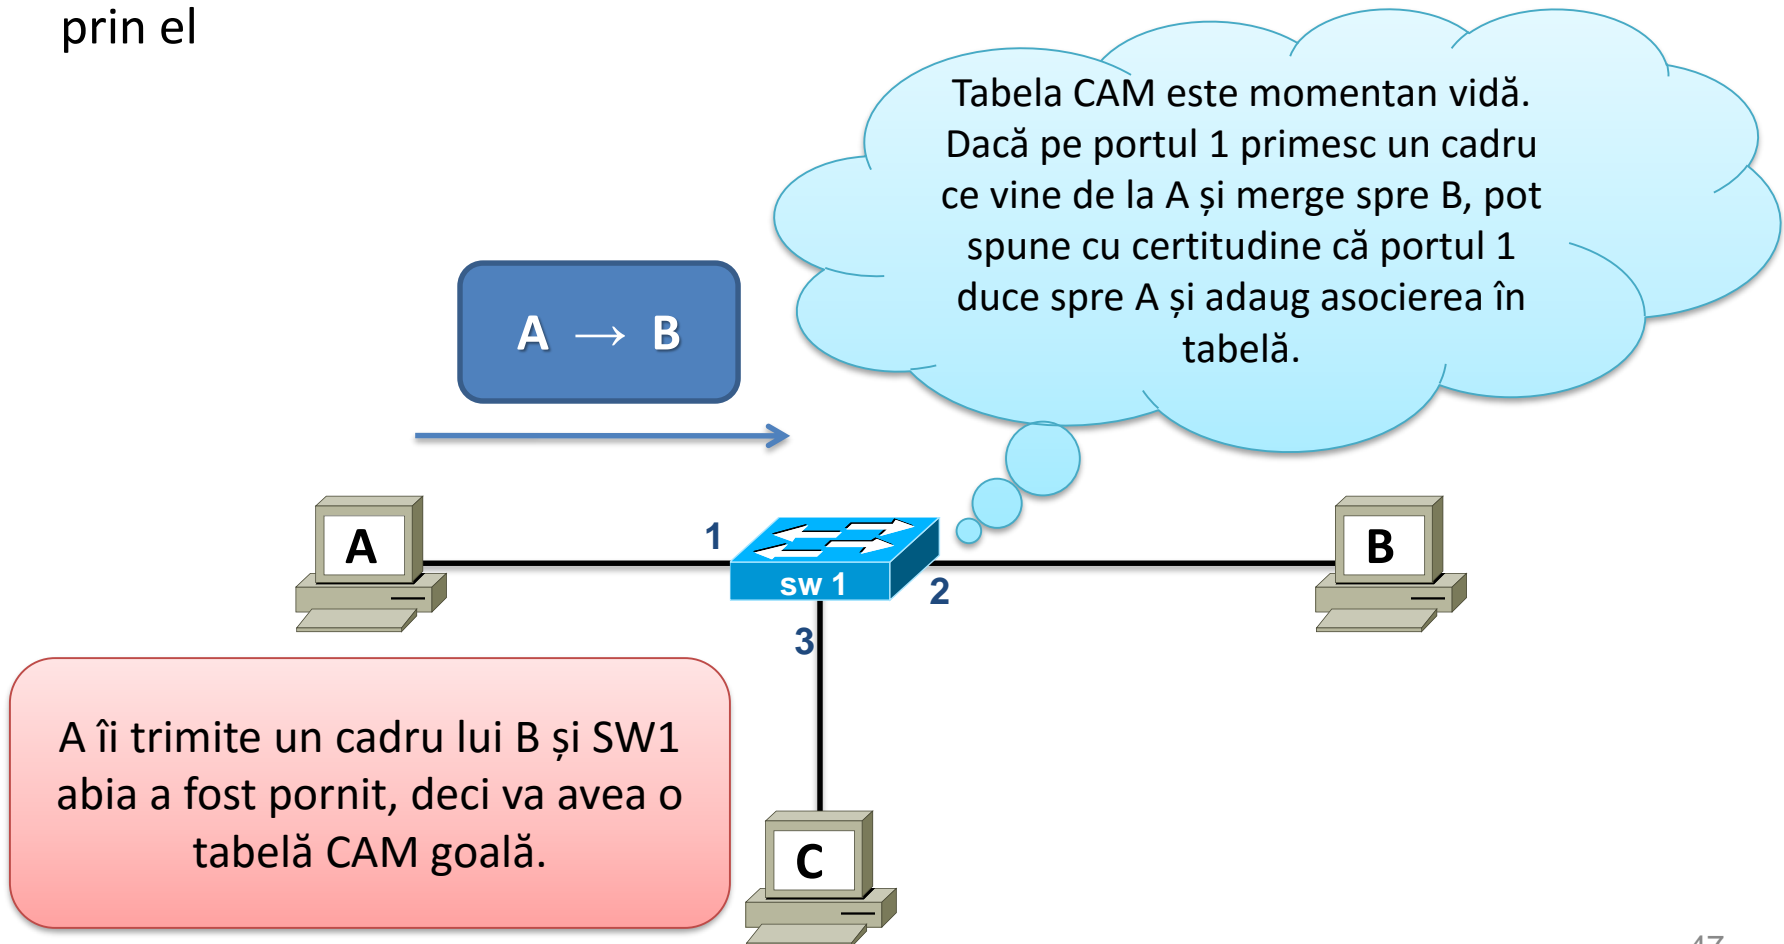 prin el
Tabela CAM este momentan vidă.
Dacă pe portul 1 primesc un cadru
ce vine de la A și merge spre B, pot
spune cu certitudine că portul 1
duce spre A și adaug asocierea în
tabelă.
A → B
A
1
sw 1
2
B
3
A îi trimite un cadru lui B și SW1
abia a fost pornit, deci va avea o
tabelă CAM goală.
C
47